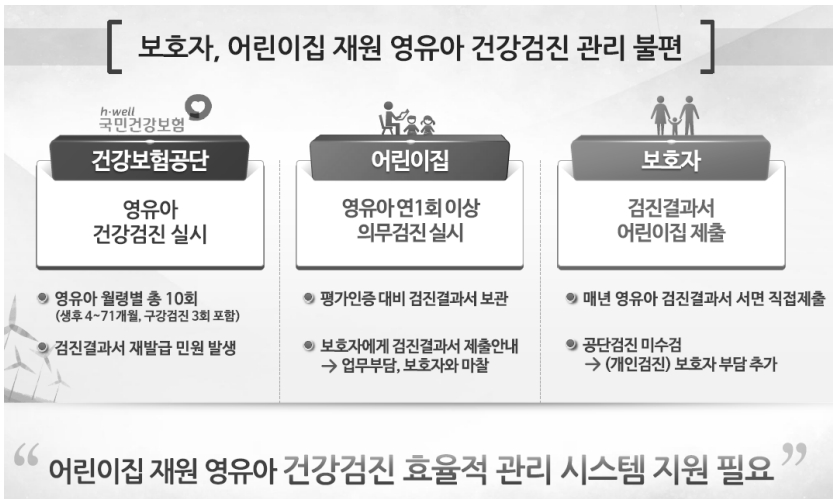 보호자, 어린이집 재원 영유아 건강검진 관리 불편
h·well
국민건강보험
건강보험공단
영유아
건강검진 실시
영유아 월령별 총 10회
(생후 4~71개월, 구강검진 3회 포함)
검진결과서 재발급 민원 발생
어린이집
영유아 연1회 이상
의무검진 실시
평가인증 대비 검진결과서 보관
보호자에게 검진결과서 제출안내
→ 업무부담, 보호자와 마찰
보호자
검진결과서
어린이집 제출
매년 영유아 검진결과서 서면 직접제출
공단검진 미수검
→ (개인검진) 보호자 부담 추가
“ 어린이집 재원 영유아 건강검진 효율적 관리 시스템 지원 필요 ”